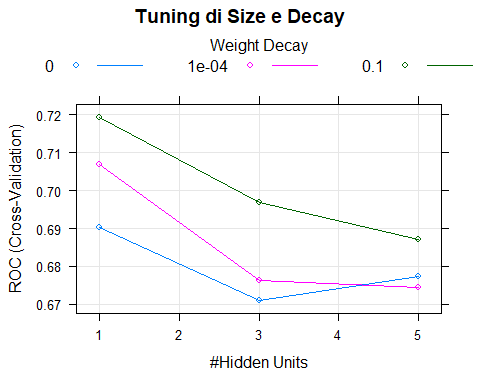 Tuning di Size e Decay
Weight Decay
0 1e-04 0.1
0.72
0.71
0.70
0.69
0.68
0.67
ROC (Cross-Validation)
1 2 3 4 5
#Hidden Units